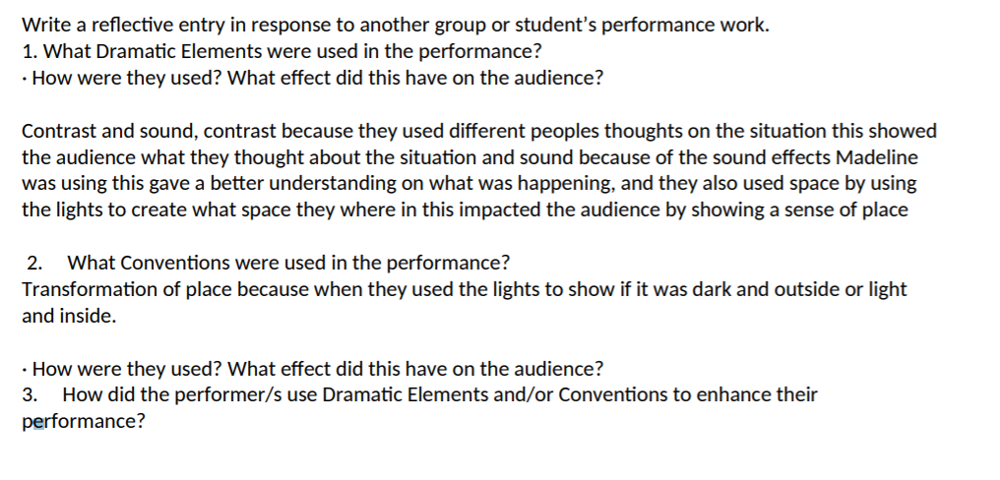 Write a reflective entry in response to another group or student’s performance work.
1. What Dramatic Elements were used in the performance?
· How were they used? What effect did this have on the audience?
Contrast and sound, contrast because they used different peoples thoughts on the situation this showed
the audience what they thought about the situation and sound because of the sound effects Madeline
was using this gave a better understanding on what was happening, and they also used space by using
the lights to create what space they where in this impacted the audience by showing a sense of place
2. What Conventions were used in the performance?
Transformation of place because when they used the lights to show if it was dark and outside or light
and inside.
· How were they used? What effect did this have on the audience?
3. How did the performer/s use Dramatic Elements and/or Conventions to enhance their
performance?